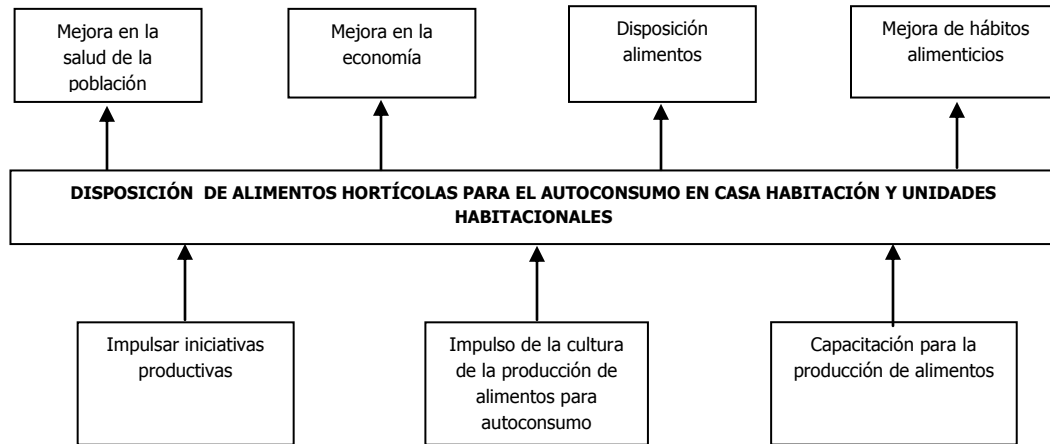 Mejora en la
salud de la
población
Mejora en la
economía
Disposición
alimentos
Mejora de hábitos
alimenticios
DISPOSICIÓN DE ALIMENTOS HORTÍCOLAS PARA EL AUTOCONSUMO EN CASA HABITACIÓN Y UNIDADES
HABITACIONALES
Impulsar iniciativas
productivas
Impulso de la cultura
de la producción de
alimentos para
autoconsumo
Capacitación para la
producción de alimentos